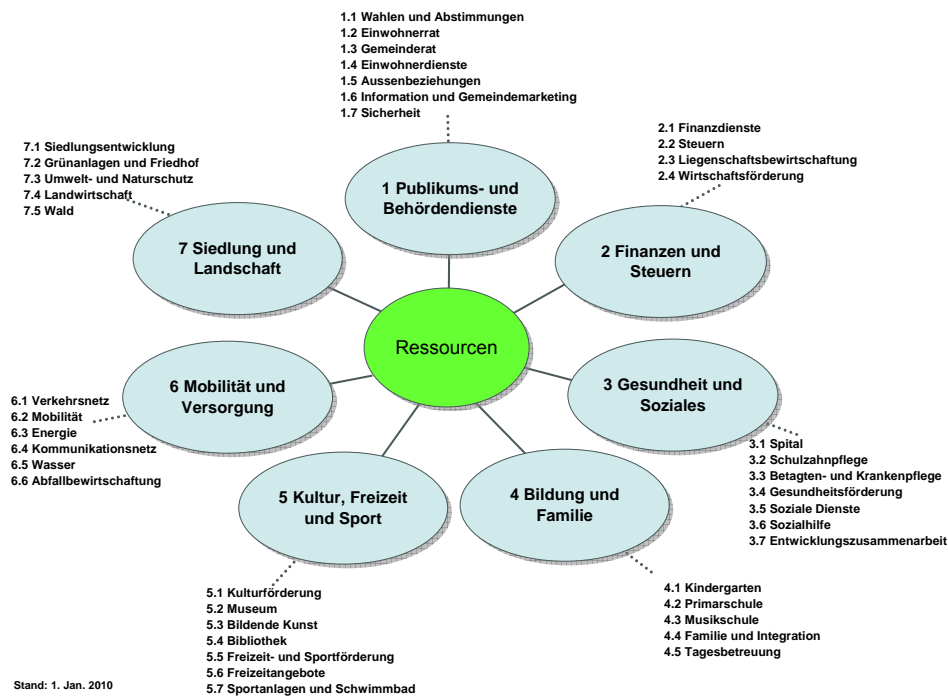 1.1 Wahlen und Abstimmungen
1.2 Einwohnerrat
1.3 Gemeinderat
1.4 Einwohnerdienste
1.5 Aussenbeziehungen
1.6 Information und Gemeindemarketing
1.7 Sicherheit
1 Publikums- und
Behördendienste
2.1 Finanzdienste
2.2 Steuern
2.3 Liegenschaftsbewirtschaftung
2.4 Wirtschaftsförderung
2 Finanzen und
Steuern
7.1 Siedlungsentwicklung
7.2 Grünanlagen und Friedhof
7.3 Umwelt- und Naturschutz
7.4 Landwirtschaft
7.5 Wald
7 Siedlung und
Landschaft
Ressourcen
3 Gesundheit und
Soziales
3.1 Spital
3.2 Schulzahnpflege
3.3 Betagten- und Krankenpflege
3.4 Gesundheitsförderung
3.5 Soziale Dienste
3.6 Sozialhilfe
3.7 Entwicklungszusammenarbeit
6 Mobilität und
Versorgung
6.1 Verkehrsnetz
6.2 Mobilität
6.3 Energie
6.4 Kommunikationsnetz
6.5 Wasser
6.6 Abfallbewirtschaftung
5 Kultur, Freizeit
und Sport
5.1 Kulturförderung
5.2 Museum
5.3 Bildende Kunst
5.4 Bibliothek
5.5 Freizeit- und Sportförderung
5.6 Freizeitangebote
5.7 Sportanlagen und Schwimmbad
4 Bildung und
Familie
4.1 Kindergarten
4.2 Primarschule
4.3 Musikschule
4.4 Familie und Integration
4.5 Tagesbetreuung
Stand: 1. Jan. 2010